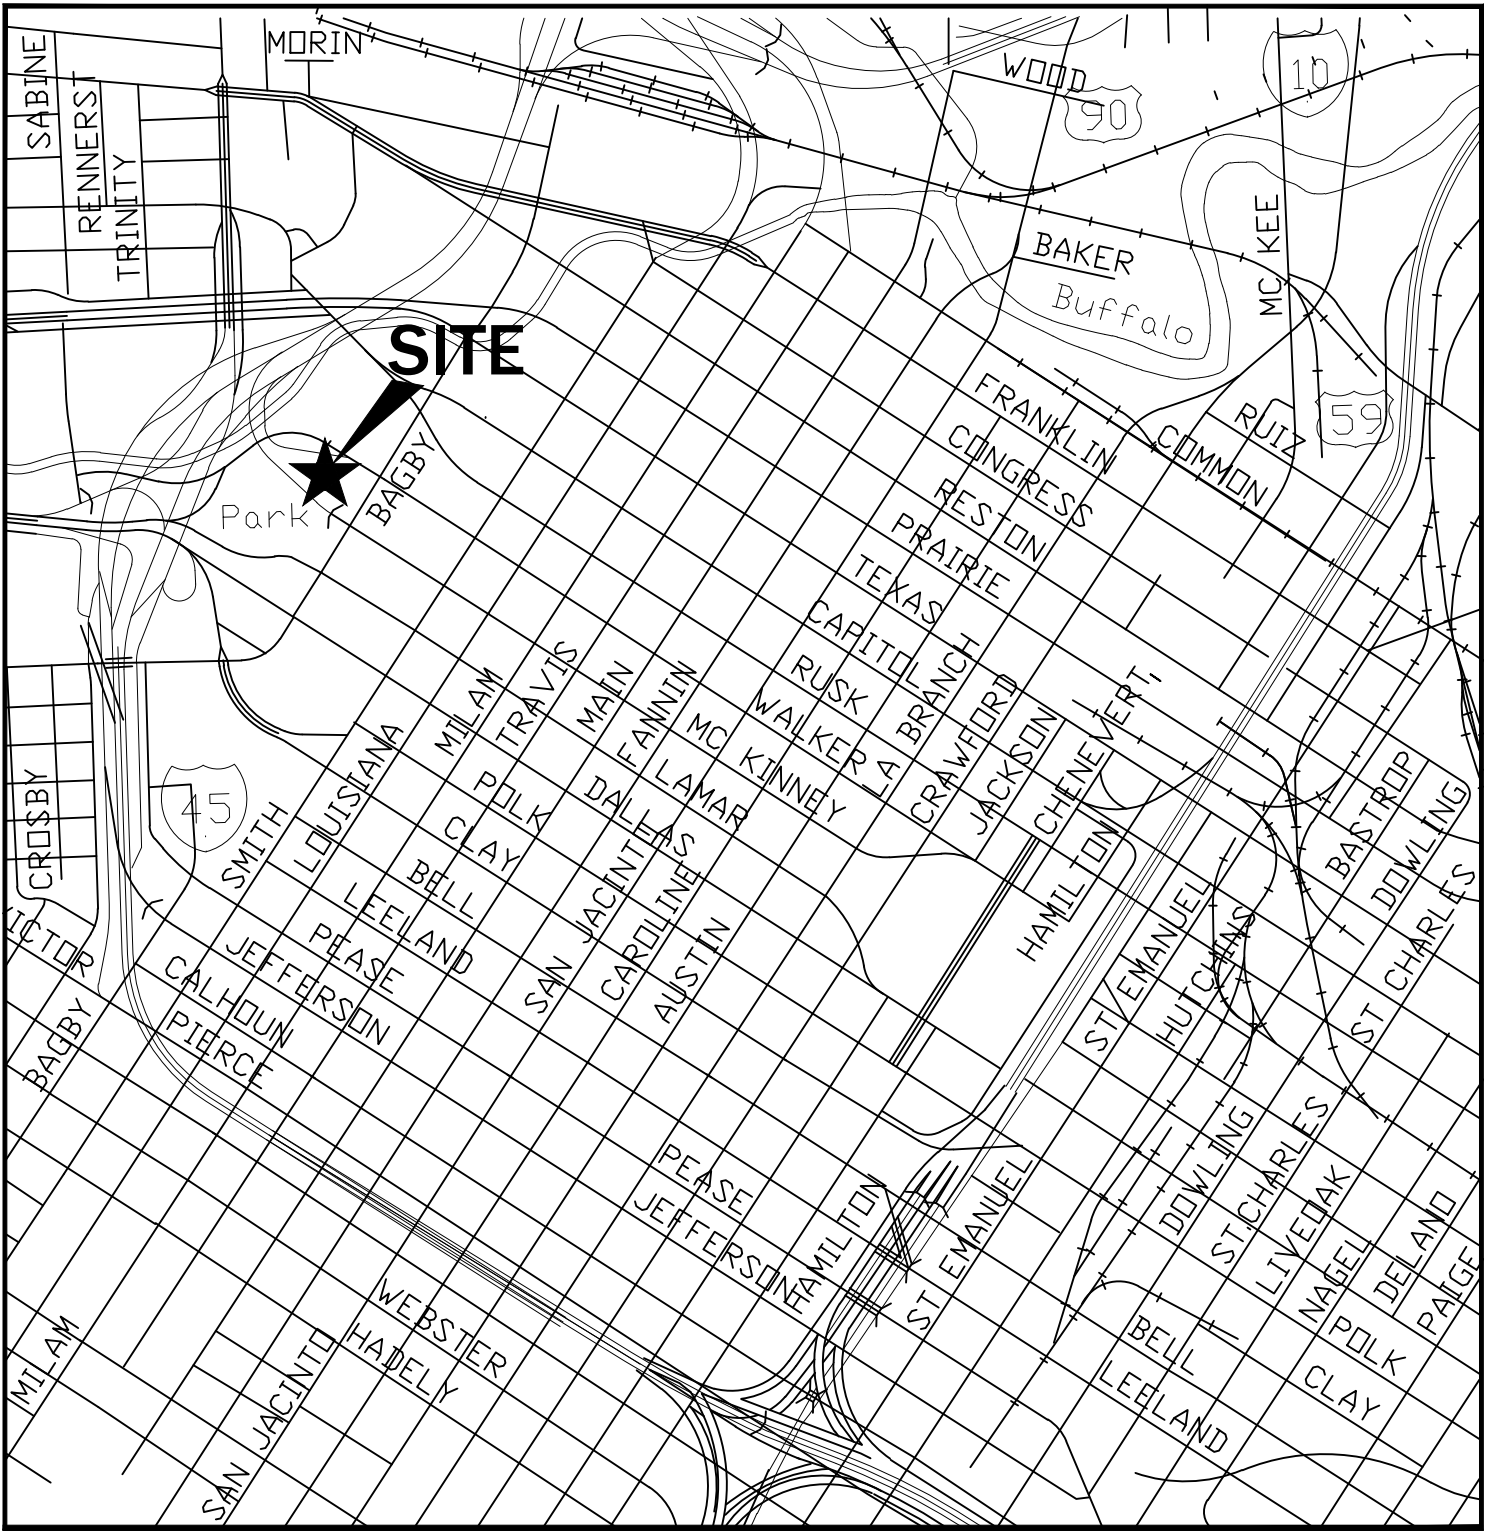 MORIN
SABINE
RENNERST
TRINITY
WOOD
90
10
MC KEE
BAKER
Buffalo
SITE
59
FRANKLIN
RUIZ
COMMON
CONGRESS
BAGBY
RESTON
Park
PRAIRIE
TEXAS
CAPITOL
RUSK
BRANCH
LA
WALKER
CRAWFORD
JACKSON
CHENEVERT
MILAM
TRAVIS
MAIN
FANNIN
MC KINNEY
LAMAR
DALLAS
LOUISIANA
POLK
CLAY
45
CROSBY
SMITH
BELL
LEELAND
HAMILTON
BASTROP
DOWLING
ST CHARLES
SAN JACINTO
CAROLINE
AUSTIN
ST EMANUEL
HUTCHINS
ICTOR
JEFFERSON
PEASE
CALHOUN
PIERCE
BAGBY
PEASE
JEFFERSON
HAMILTON
ST EMANUEL
DOWLING
ST.CHARLES
LIVEOAK
NAGEL
DELANO
PAIGE
WEBSTER
HADELY
MILAM
SAN JACINTO
BELL
LEELAND
POLK
CLAY